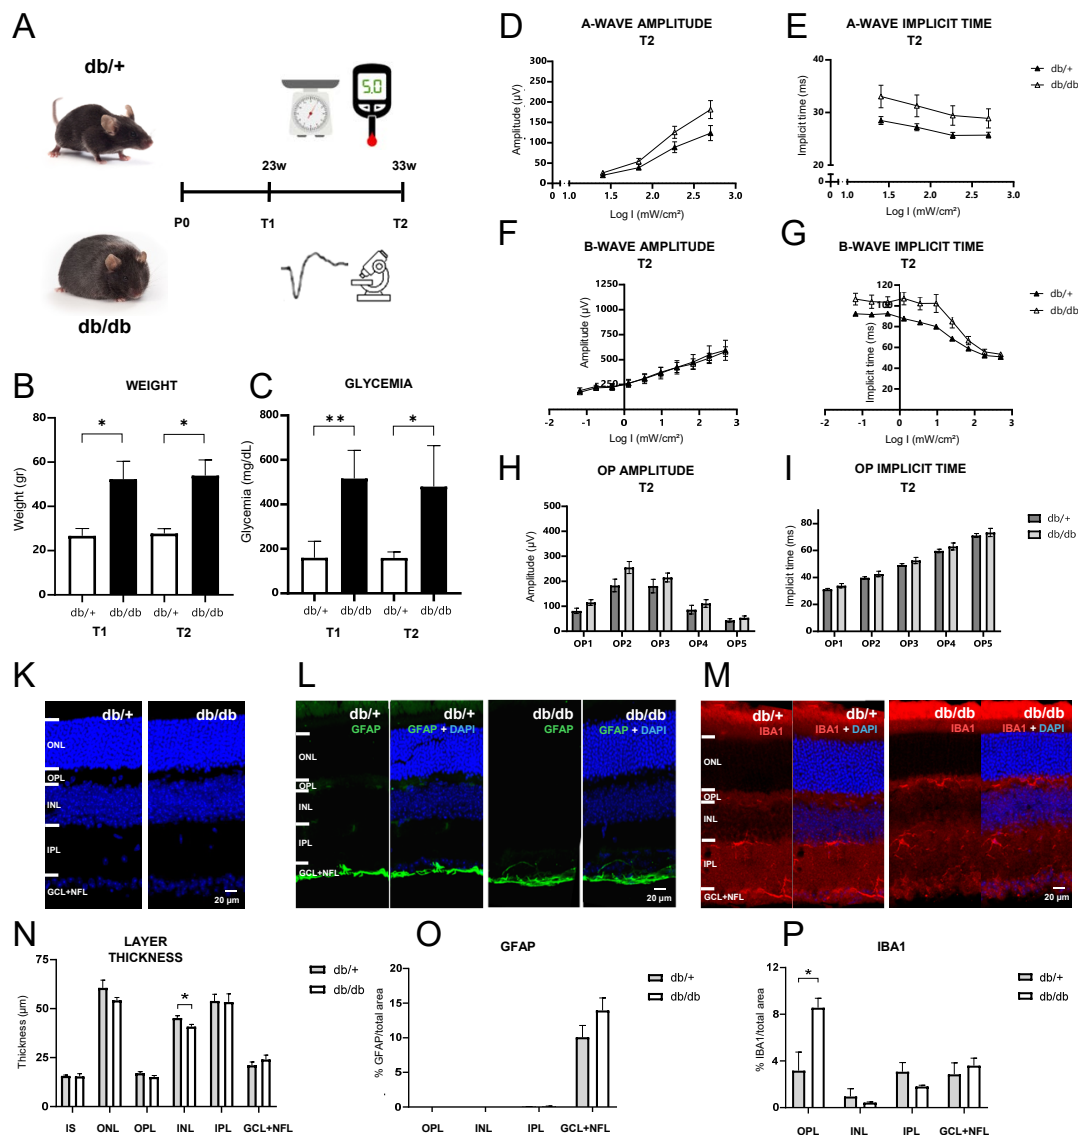 A
db/+
5.0
23w
33w
P0
T1
T2
db/db
B
WEIGHT
Weight (gr)
80
60
40
20
0
*
*
db/+
db/db
db/+
db/db
T1
T2
C
GLYCEMIA
Glycemia (mg/dL)
800
600
400
200
0
**
*
db/+
db/db
db/+
db/db
T1
T2
D
A-WAVE AMPLITUDE
T2
Amplitude (µV)
300
250
200
150
100
50
0
0
1.0
1.5
2.0
2.5
3.0
Log I (mW/cm²)
E
A-WAVE IMPLICIT TIME
T2
Implicit time (ms)
40
30
20
0
0
1.0
1.5
2.0
2.5
3.0
Log I (mW/cm²)
db/+
db/db
F
B-WAVE AMPLITUDE
T2
Amplitude (µV)
1250
1000
750
500
250
-2
-1
0
1
2
3
Log I (mW/cm²)
G
B-WAVE IMPLICIT TIME
T2
Implicit time (ms)
120
100
80
60
40
20
-2
-1
0
1
2
3
Log I (mW/cm²)
db/+
db/db
H
OP AMPLITUDE
T2
Amplitude (µV)
500
400
300
200
100
0
OP1
OP2
OP3
OP4
OP5
I
OP IMPLICIT TIME
T2
Implicit time (ms)
80
60
40
20
0
OP1
OP2
OP3
OP4
OP5
db/+
db/db
K
db/+
db/db
ONL
OPL
INL
IPL
GCL+NFL
20 µm
L
db/+
GFAP
db/+
GFAP + DAPI
db/db
GFAP
db/db
GFAP + DAPI
ONL
OPL
INL
IPL
GCL+NFL
20 µm
M
db/+
IBA1
db/+
IBA1 + DAPI
db/db
IBA1
db/db
IBA1 + DAPI
ONL
OPL
INL
IPL
GCL+NFL
20 µm
N
LAYER
THICKNESS
Thickness (µm)
75
50
25
0
*
IS
ONL
OPL
INL
IPL
GCL+NFL
db/+
db/db
O
GFAP
% GFAP/total area
20
15
10
5
0
OPL
INL
IPL
GCL+NFL
db/+
db/db
P
IBA1
% IBA1/total area
12
8
4
0
*
OPL
INL
IPL
GCL+NFL
db/+
db/db